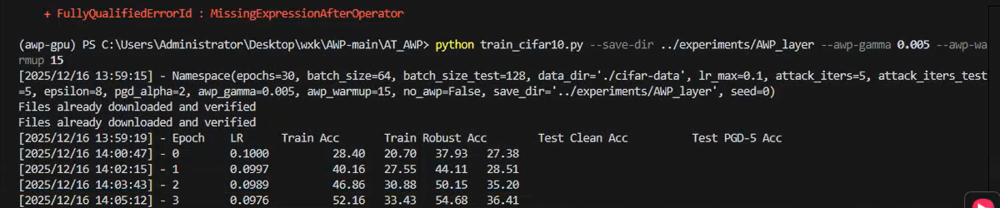 + FullyQualifiedErrorId : MissingExpressionAfterOperator
(awp-gpu) PS C:\Users\Administrator\Desktop\wxk\AWP-main\AT_AWP> python train_cifar10.py --save-dir ../experiments/AWP_layer --awp-gamma 0.005 --awp-wa
rmup 15
[2025/12/16 13:59:15] - Namespace(epochs=30, batch_size=64, batch_size_test=128, data_dir='./cifar-data', lr_max=0.1, attack_iters=5, attack_iters_test
=5, epsilon=8, pgd_alpha=2, awp_gamma=0.005, awp_warmup=15, no_awp=False, save_dir='../experiments/AWP_layer', seed=0)
Files already downloaded and verified
Files already downloaded and verified
[2025/12/16 13:59:19] - Epoch LR Train Acc Train Robust Acc Test Clean Acc Test PGD-5 Acc
[2025/12/16 14:00:47] - 0 0.1000 28.40 20.70 37.93 27.38
[2025/12/16 14:02:15] - 1 0.0997 40.16 27.55 44.11 28.51
[2025/12/16 14:03:43] - 2 0.0989 46.86 30.88 50.15 35.20
[2025/12/16 14:05:12] - 3 0.0976 52.16 33.43 54.68 36.41